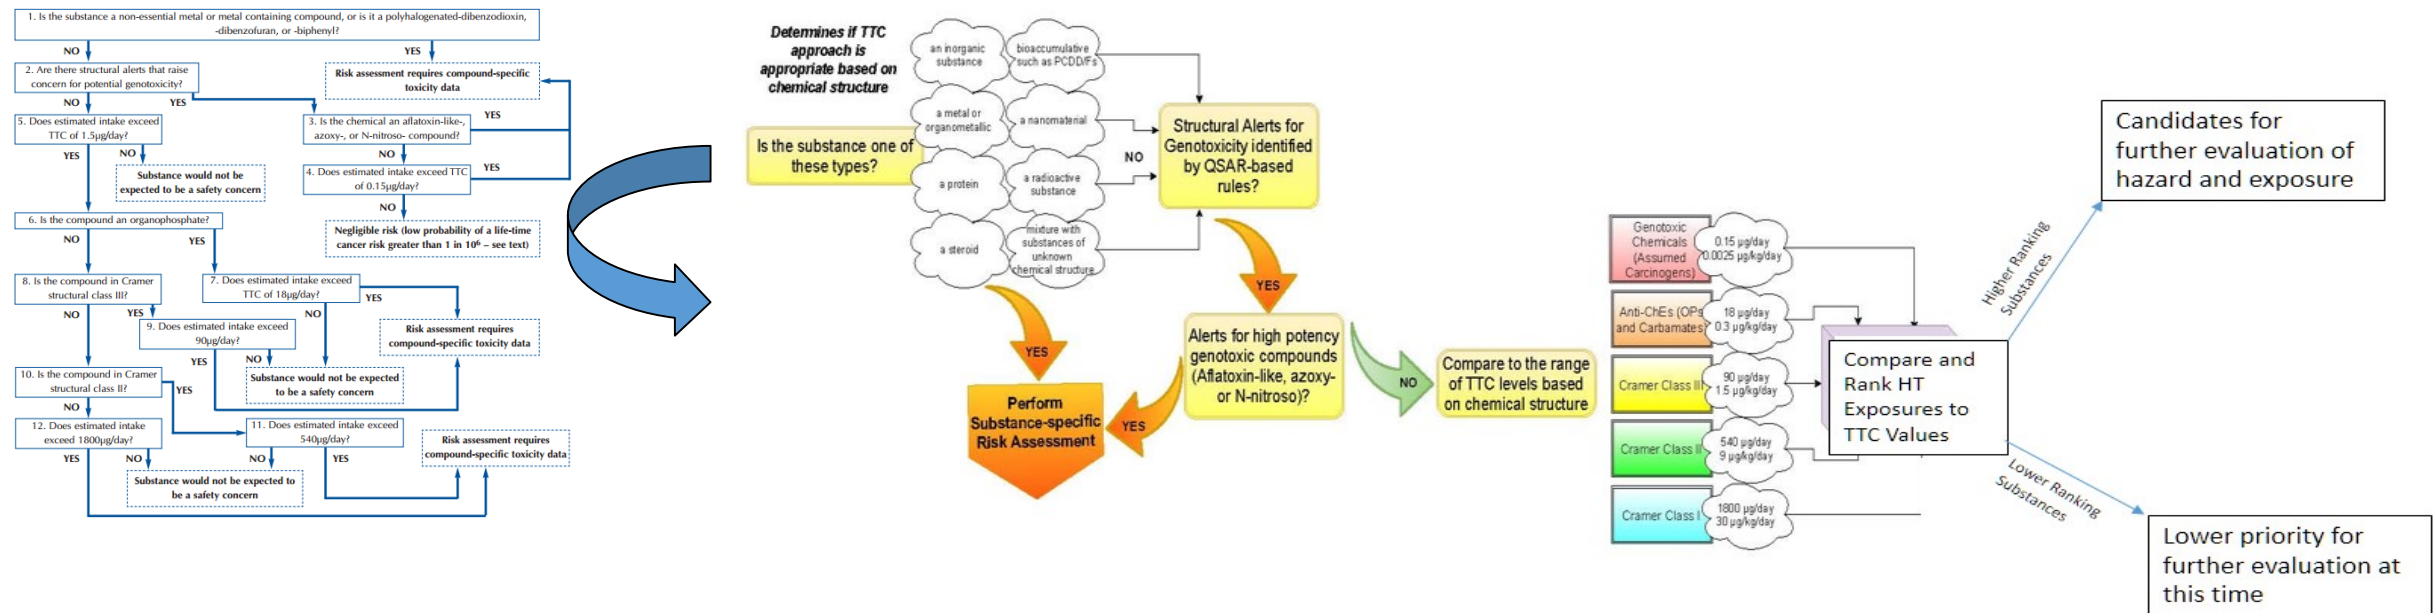 1. Is the substance a non-essential metal or metal containing compound, or is it a polyhalogenated-dibenzodioxin,
-dibenzofuran, or -biphenyl?
NO
YES
2. Are there structural alerts that raise
concern for potential genotoxicity?
Risk assessment requires compound-specific
toxicity data
NO
YES
YES
5. Does estimated intake exceed
TTC of 1.5µg/day?
3. Is the chemical an aflatoxin-like-,
azoxy-, or N-nitroso- compound?
YES
NO
NO
YES
Substance would not be
expected to be a safety concern
4. Does estimated intake exceed TTC
of 0.15µg/day?
NO
6. Is the compound an organophosphate?
Negligible risk (low probability of a life-time
cancer risk greater than 1 in 10⁶ – see text)
NO
YES
8. Is the compound in Cramer
structural class III?
7. Does estimated intake exceed
TTC of 18µg/day?
YES
NO
YES
NO
9. Does estimated intake exceed
90µg/day?
Risk assessment requires
compound-specific toxicity data
YES
NO
10. Is the compound in Cramer
structural class II?
Substance would not be expected
to be a safety concern
YES
NO
12. Does estimated intake
exceed 1800µg/day?
11. Does estimated intake exceed
540µg/day?
Risk assessment requires
compound-specific toxicity data
YES
NO
NO
YES
Substance would not be expected to
be a safety concern
Determines if TTC
approach is
appropriate based on
chemical structure
an inorganic
substance
bioaccumulative
such as PCDD/Fs
a metal or
organometallic
a nanomaterial
Is the substance one of
these types?
a protein
a radioactive
substance
a steroid
mixture with
substances of
unknown
chemical structure
NO
Structural Alerts for
Genotoxicity identified
by QSAR-based
rules?
YES
YES
Alerts for high potency
genotoxic compounds
(Aflatoxin-like, azoxy-
or N-nitroso)?
YES
Perform
Substance-specific
Risk Assessment
NO
Compare to the range
of TTC levels based
on chemical structure
Genotoxic
Chemicals
(Assumed
Carcinogens)
0.15 µg/day
0.0025 µg/kg/day
Anti-ChEs (OPs
and Carbamates)
18 µg/day
0.3 µg/kg/day
Cramer Class III
90 µg/day
1.5 µg/kg/day
Cramer Class II
540 µg/day
9 µg/kg/day
Cramer Class I
1800 µg/day
30 µg/kg/day
Compare and
Rank HT
Exposures to
TTC Values
Higher Ranking
Substances
Candidates for
further evaluation of
hazard and exposure
Lower Ranking
Substances
Lower priority for
further evaluation at
this time